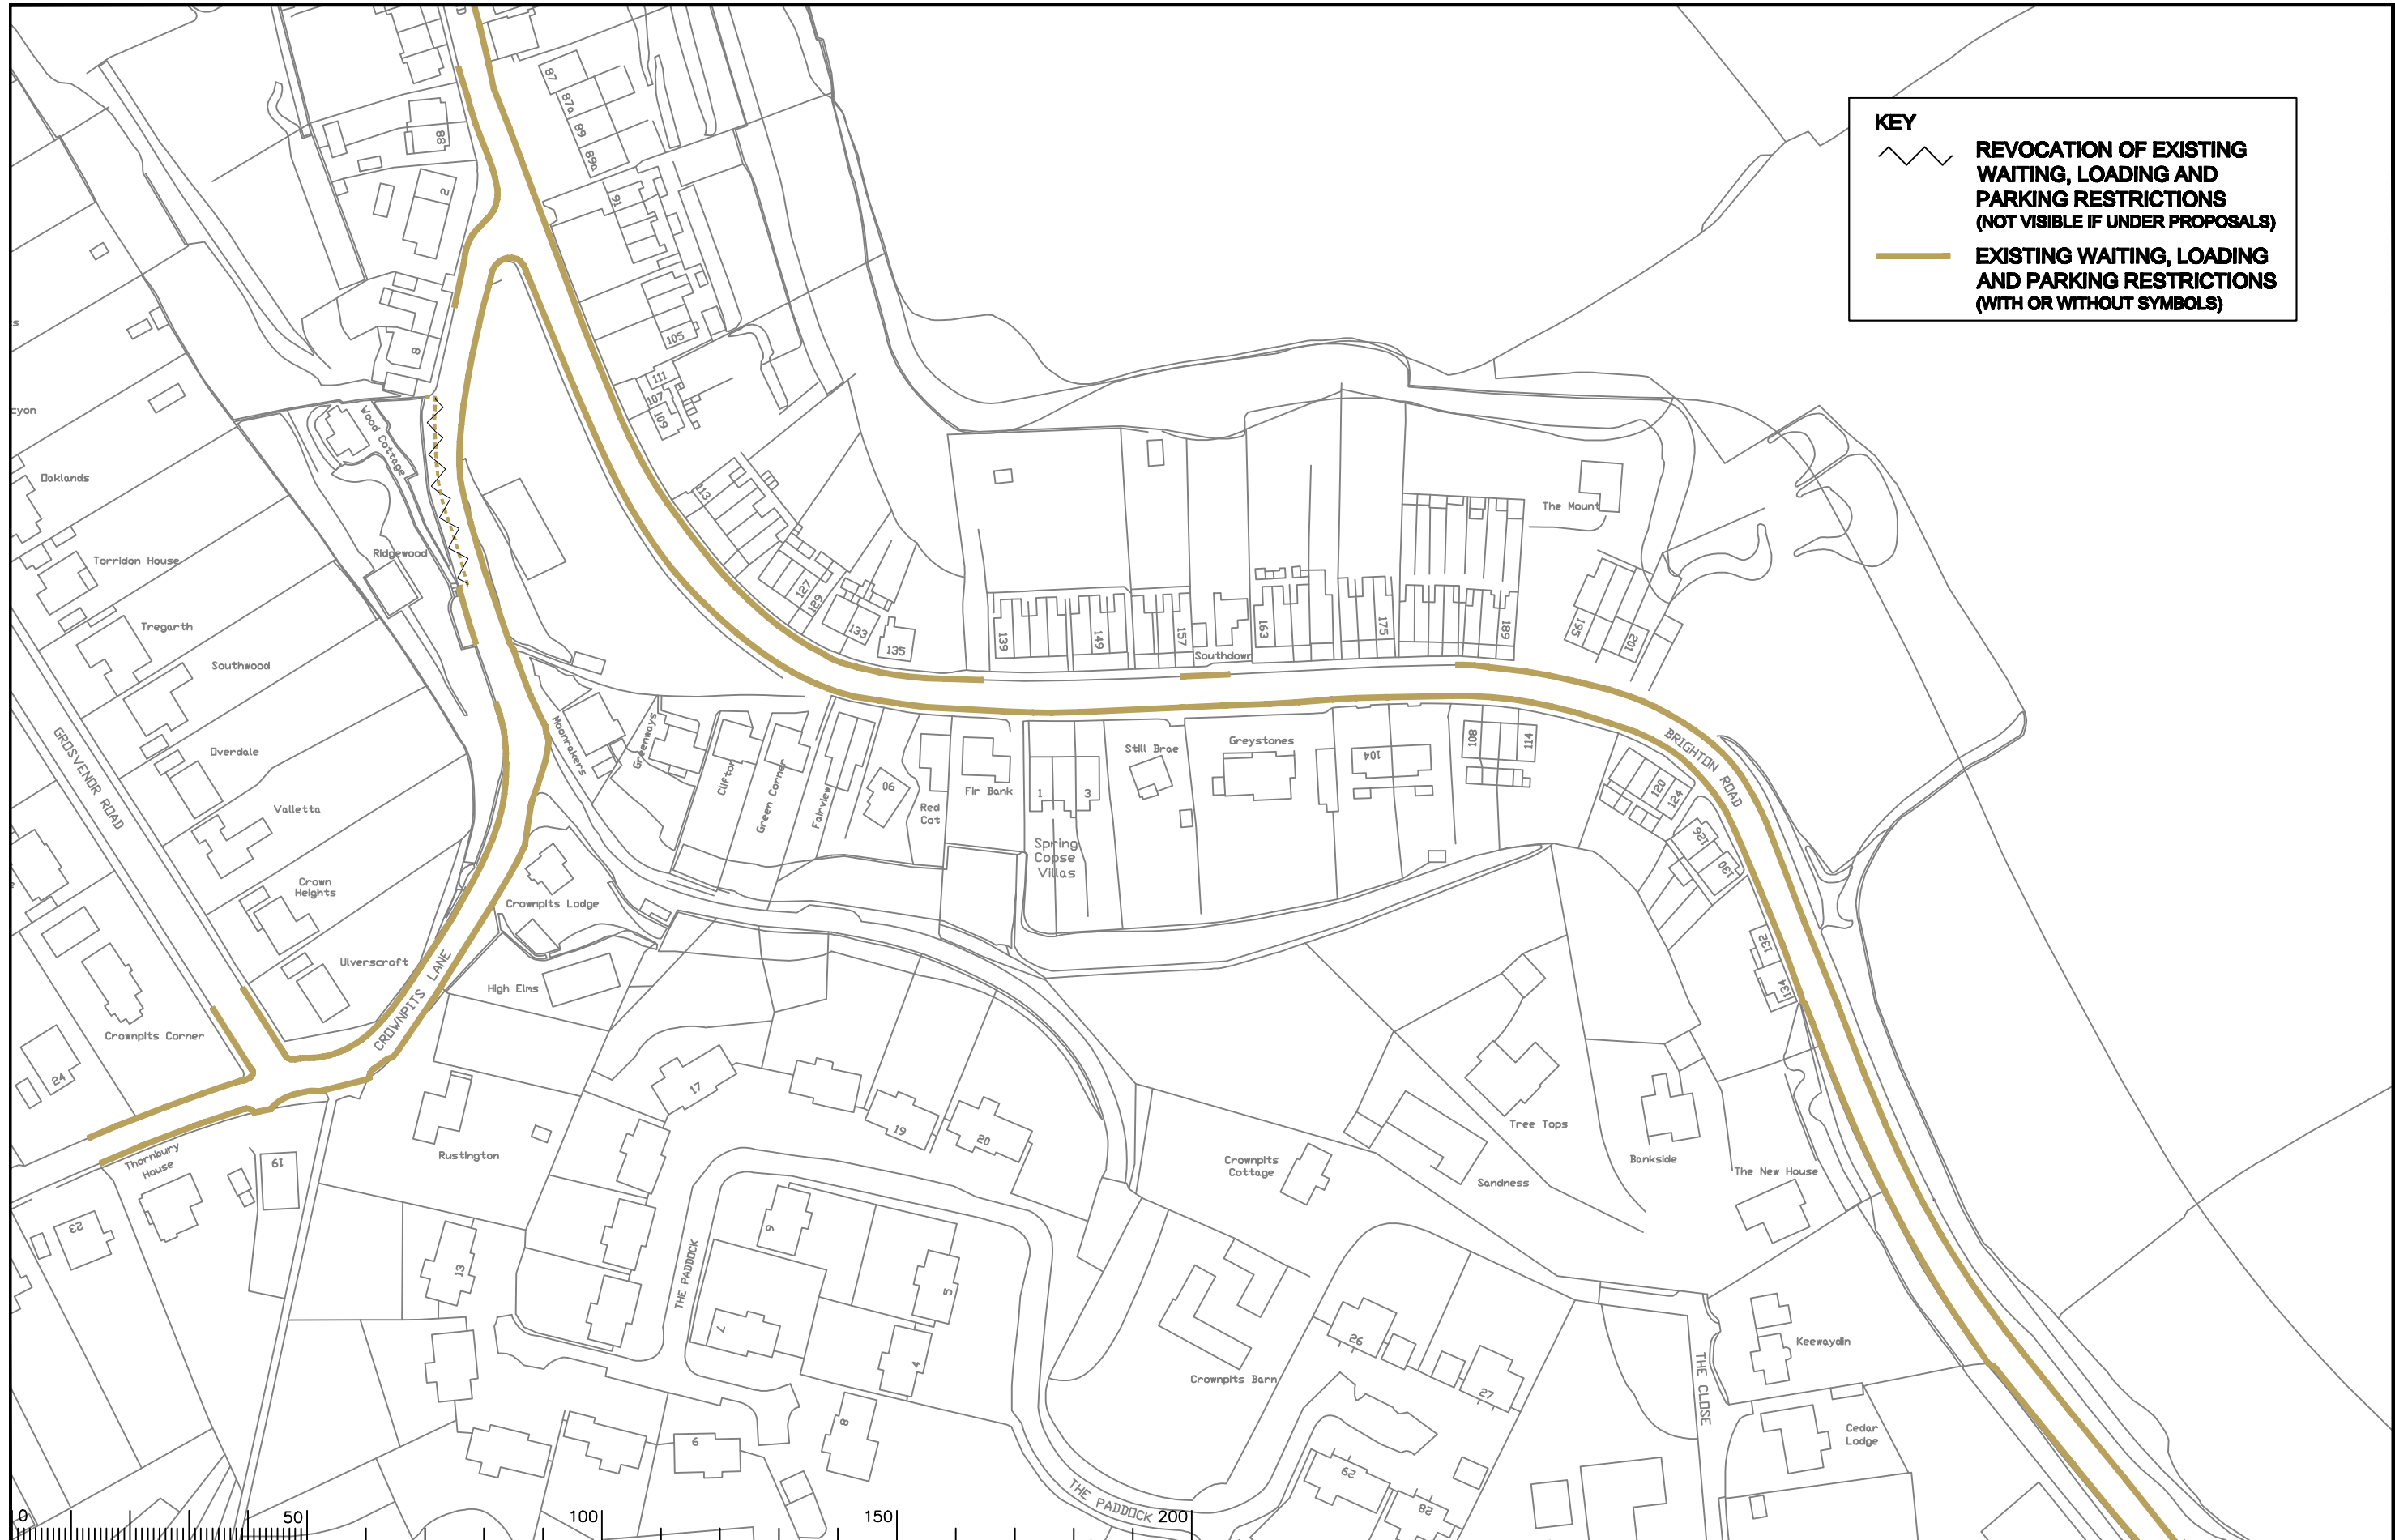 KEY
REVOCATION OF EXISTING
WAITING, LOADING AND
PARKING RESTRICTIONS
(NOT VISIBLE IF UNDER PROPOSALS)
EXISTING WAITING, LOADING
AND PARKING RESTRICTIONS
(WITH OR WITHOUT SYMBOLS)
87
87a
89
89a
88
2
91
105
8
111
107
109
s
cyon
Wood Cottage
Oaklands
Ridgewood
Torridon House
Tregarth
Southwood
Overdale
Valletta
Crown
Heights
Ulverscroft
GROSVENOR ROAD
Crownpits Corner
24
113
127
129
133
135
139
149
157
Southdown
163
175
189
The Mount
195
201
Moonrakers
Greenways
Clifton
Green Corner
Fairview
90
Red
Cot
Fir Bank
1
3
Spring
Copse
Villas
Still Brae
Greystones
104
108
114
BRIGHTON ROAD
120
124
126
130
132
134
Crownpits Lodge
High Elms
CROWNPITS LANE
Rustington
Thornbury
House
19
23
17
19
20
13
THE PADDOCK
9
7
5
4
8
6
Crownpits
Cottage
Tree Tops
Sandness
Bankside
The New House
Crownpits Barn
26
27
29
28
THE CLOSE
Keewaydin
Cedar
Lodge
THE PADDOCK
0
50
100
150
200